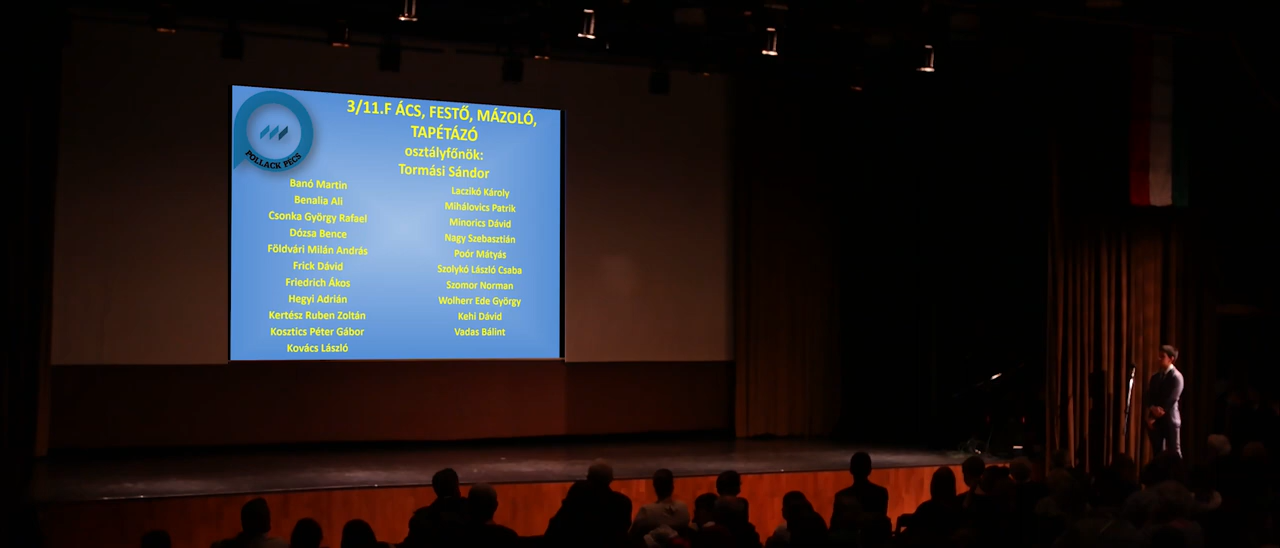 POLLACK PÉCS
3/11.F ÁCS, FESTŐ, MÁZOLÓ,
TAPÉTÁZÓ
osztályfőnök:
Tormási Sándor
Banó Martin
Benalia Ali
Csonka György Rafael
Dózsa Bence
Földvári Milán András
Frick Dávid
Friedrich Ákos
Hegyi Adrián
Kertész Ruben Zoltán
Kosztics Péter Gábor
Kovács László
Laczikó Károly
Mihálovics Patrik
Minorics Dávid
Nagy Szebasztián
Poór Mátyás
Szolykó László Csaba
Szomor Norman
Wolherr Ede György
Kehi Dávid
Vadas Bálint